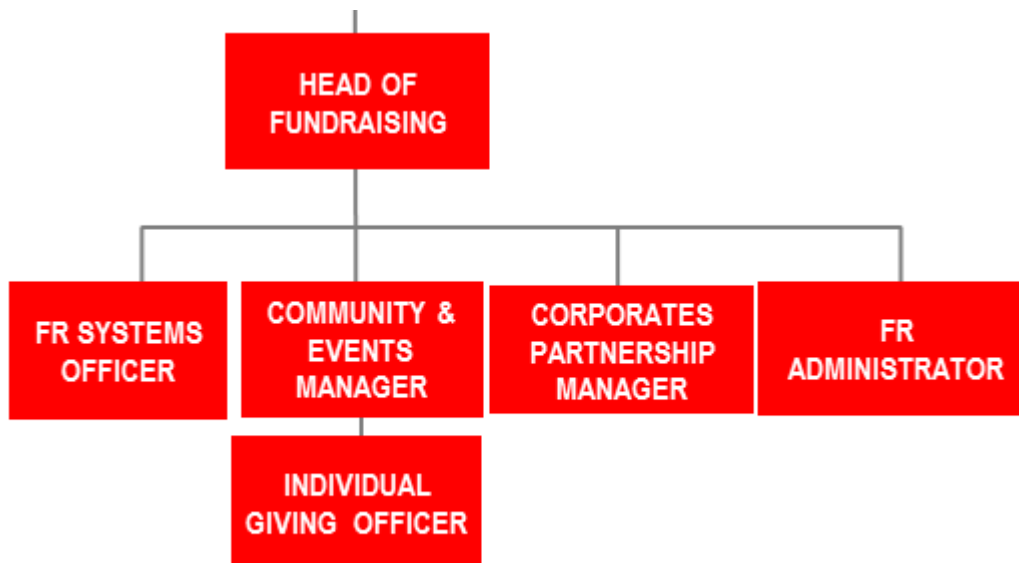 HEAD OF
FUNDRAISING
FR SYSTEMS
OFFICER
COMMUNITY &
EVENTS
MANAGER
CORPORATES
PARTNERSHIP
MANAGER
FR
ADMINISTRATOR
INDIVIDUAL
GIVING OFFICER